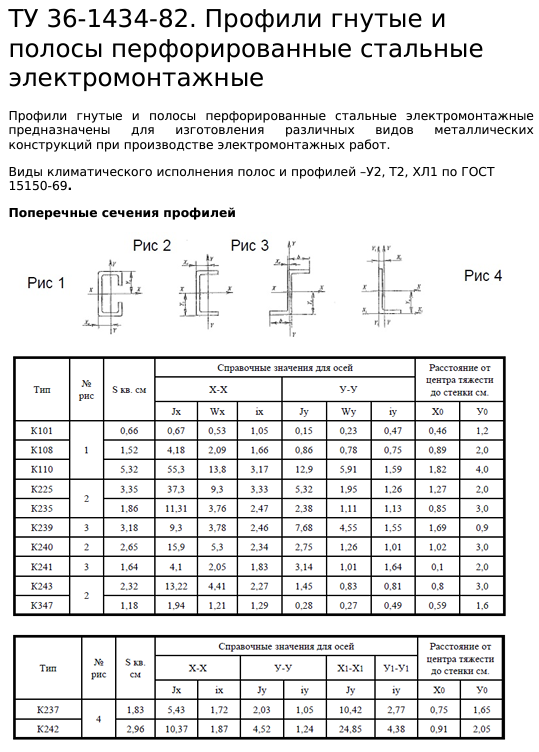 ТУ 36-1434-82. Профили гнутые и
полосы перфорированные стальные
электромонтажные
Профили гнутые и полосы перфорированные стальные электромонтажные
предназначены для изготовления различных видов металлических
конструкций при производстве электромонтажных работ.
Виды климатического исполнения полос и профилей –У2, Т2, ХЛ1 по ГОСТ
15150-69.
Поперечные сечения профилей
Рис 1 Рис 2 Рис 3 Рис 4
Тип № рис S кв. см Справочные значения для осей Расстояние от центра тяжести до стенки см.
Х-Х У-У
Jx Wx ix Jy Wy iy X0 У0
К101 1 0,66 0,67 0,53 1,05 0,15 0,23 0,47 0,46 1,2
К108 1,52 4,18 2,09 1,66 0,86 0,78 0,75 0,89 2,0
К110 5,32 55,3 13,8 3,17 12,9 5,91 1,59 1,82 4,0
К225 2 3,35 37,3 9,3 3,33 5,32 1,95 1,26 1,27 2,0
К235 1,86 11,31 3,76 2,47 2,38 1,11 1,13 0,85 3,0
К239 3 3,18 9,3 3,78 2,46 7,68 4,55 1,55 1,69 0,9
К240 2 2,65 15,9 5,3 2,34 2,75 1,26 1,01 1,02 3,0
К241 3 1,64 4,1 2,05 1,83 3,14 1,01 1,64 0,1 2,0
К243 2 2,32 13,22 4,41 2,27 1,45 0,83 0,81 0,8 3,0
К347 1,18 1,94 1,21 1,29 0,28 0,27 0,49 0,59 1,6
Тип № рис S кв. см Справочные значения для осей Расстояние от центра тяжести до стенки см.
Х-Х У-У Х1-Х1 У1-У1
Jx ix Jy iy Jy iy X0 У0
К237 4 1,83 5,43 1,72 2,03 1,05 10,42 2,77 0,75 1,65
К242 2,96 10,37 1,87 4,52 1,24 24,85 4,38 0,91 2,05